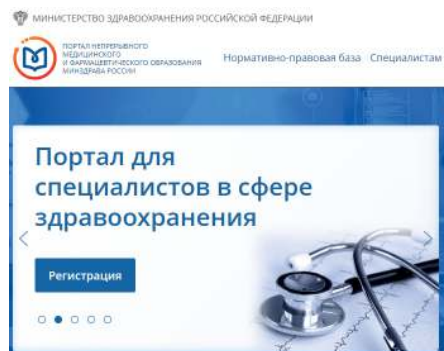 МИНИСТЕРСТВО ЗДРАВООХРАНЕНИЯ РОССИЙСКОЙ ФЕДЕРАЦИИ
ПОРТАЛ НЕПРЕРЫВНОГО
МЕДИЦИНСКОГО
И ФАРМАЦЕВТИЧЕСКОГО ОБРАЗОВАНИЯ
МИНЗДРАВА РОССИИ
Нормативно-правовая база Специалистам
Портал для
специалистов в сфере
здравоохранения
Регистрация